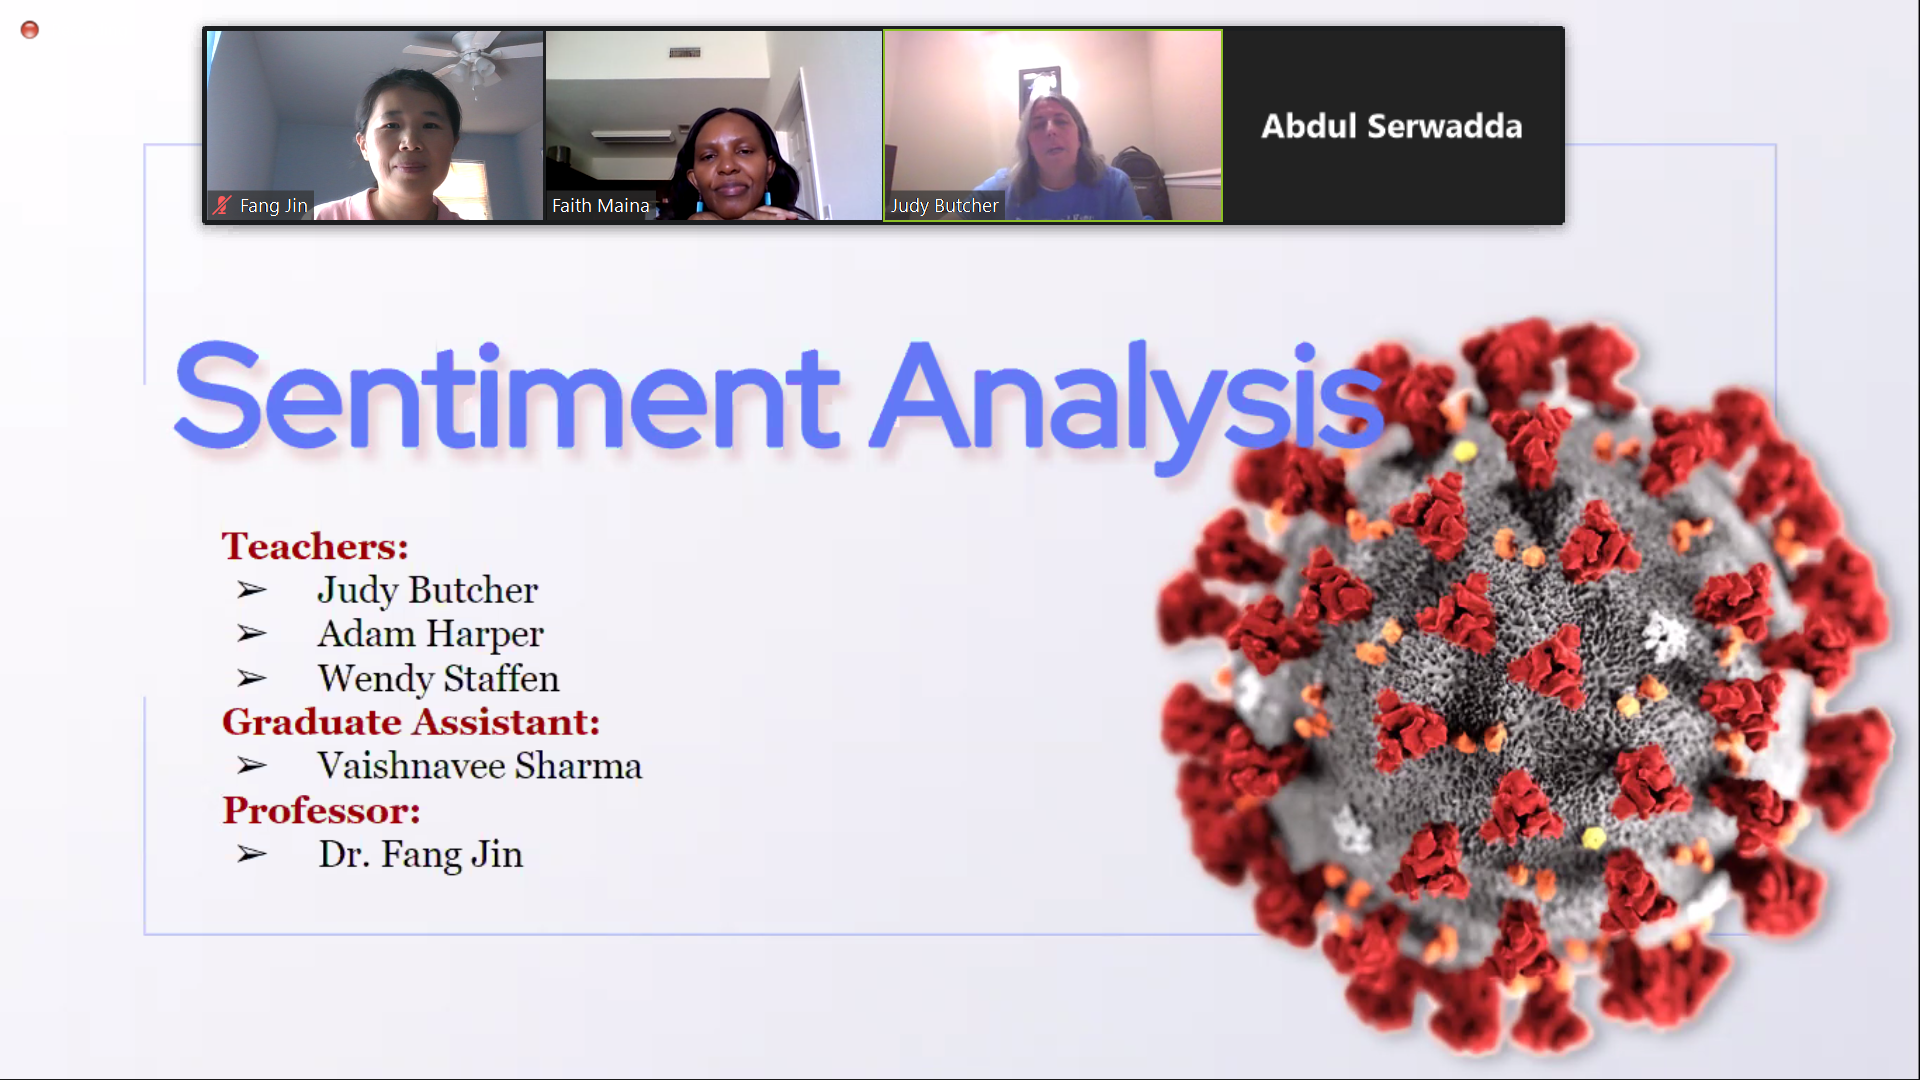 Fang Jin
Faith Maina
Judy Butcher
Abdul Serwadda
Sentiment Analysis
Teachers:
➢ Judy Butcher
➢ Adam Harper
➢ Wendy Staffen
Graduate Assistant:
➢ Vaishnavee Sharma
Professor:
➢ Dr. Fang Jin